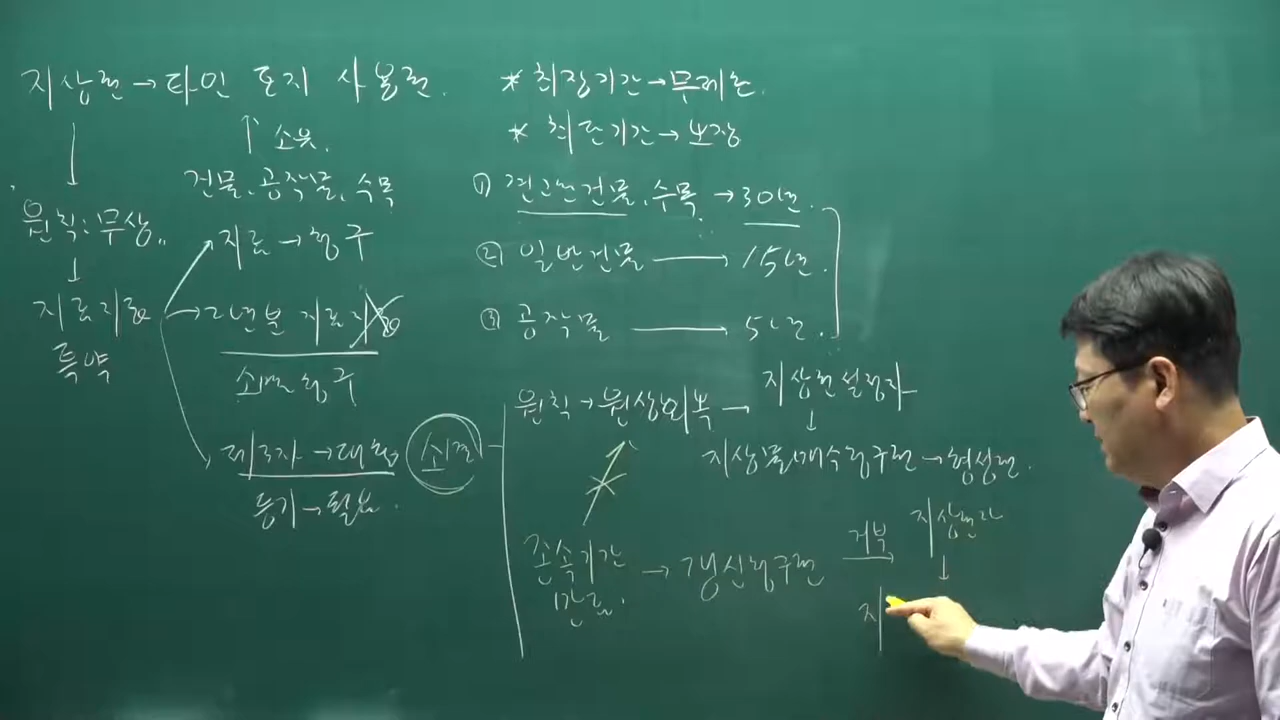 지상권 → 타인 토지 사용권.
↑ 소유.
건물, 공작물, 수목
원칙: 무상.
지료지급
특약
지료 → 청구
2년분 지료지급
소멸청구
제3자 → 대항
등기 → 필요.
* 최장기간 → 무제한.
* 최단기간 → 보장
① 견고한건물, 수목 → 30년.
② 일반건물 → 15년.
③ 공작물 → 5년.
소멸
원칙 → 원상회복 → 지상권설정자
↓
지상물매수청구권 → 형성권.
존속기간 → 갱신청구권 거부 → 지상권자
만료.
↓
지